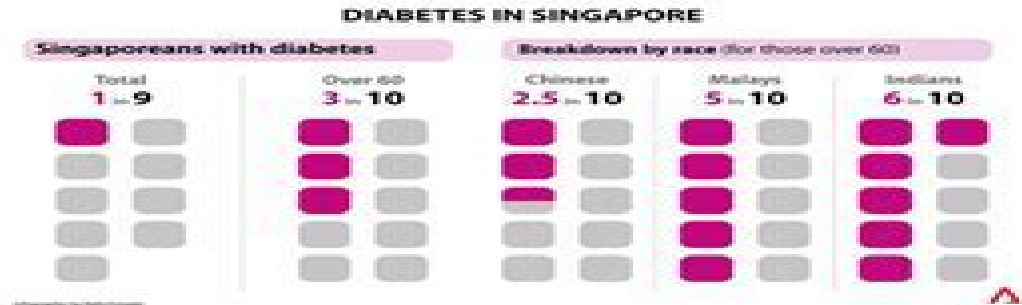 DIABETES IN SINGAPORE
Singaporeans with diabetes
Breakdown by race (for those over 60)
Total
1 in 9
Over 60
3 in 10
Chinese
2.5 in 10
Malays
5 in 10
Indians
6 in 10